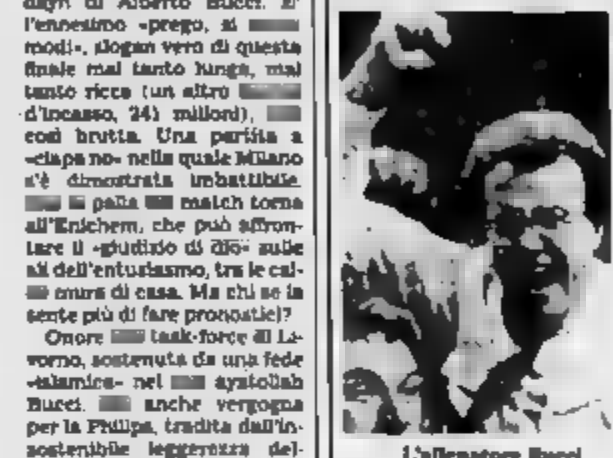 dayn di Alberto Bucci. E'
l'ennesimo «prego, si
modi», slogan vero di questa
finale mai tanto lunga, mai
tanto ricca (un altro
d'incasso, 241 milioni),
così brutta. Una partita a
«ciapa no» nella quale Milano
s'è dimostrata imbattibile.
palla match torna
all'Enichem, che può affron-
tare il «giudizio di dio» sulle
ali dell'entusiasmo, tra le cal-
mura di casa. Ma chi se la
sente più di fare pronostici?
Onore task-force di Li-
vorno, sostenuta da una fede
«islamica» nel ayatollah
Bucci. anche vergogna
per la Philips, tradita dall'in-
sostenibile leggerezza del-
L'allenatore Bucci